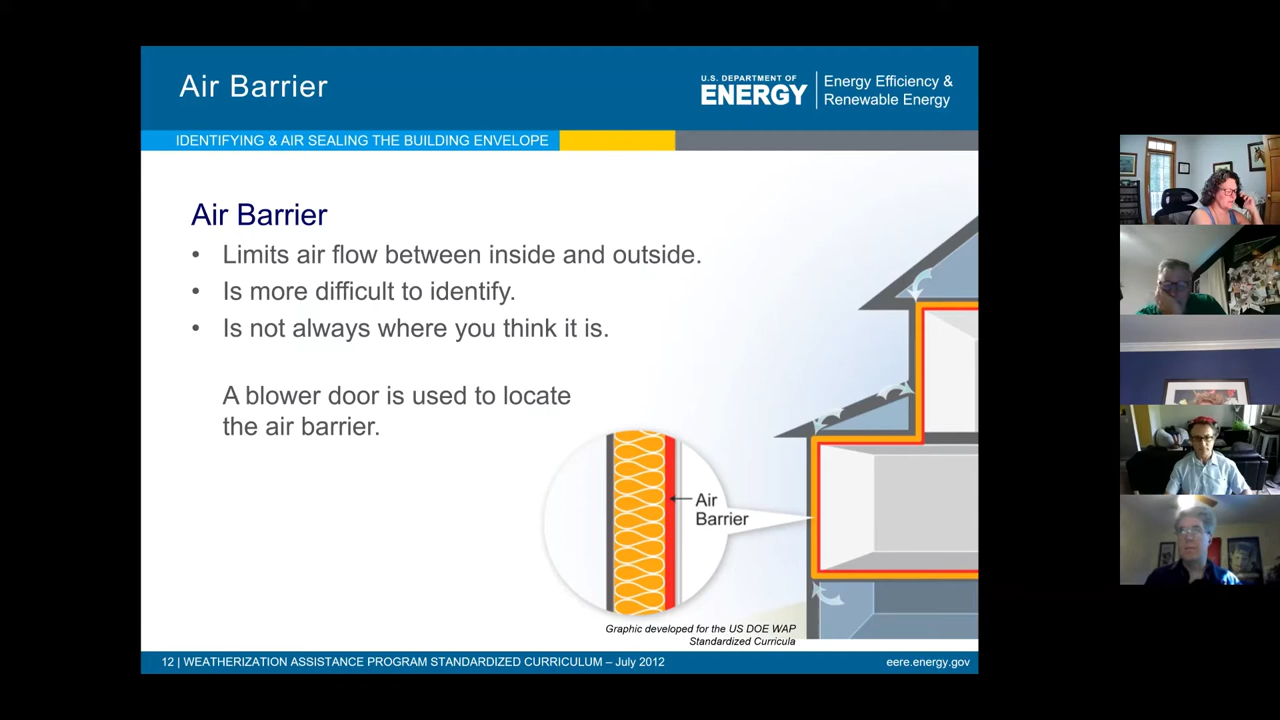 Air Barrier
U.S. DEPARTMENT OF
ENERGY
Energy Efficiency &
Renewable Energy
IDENTIFYING & AIR SEALING THE BUILDING ENVELOPE
Air Barrier
• Limits air flow between inside and outside.
• Is more difficult to identify.
• Is not always where you think it is.
A blower door is used to locate
the air barrier.
Air
Barrier
Graphic developed for the US DOE WAP
Standardized Curricula
12 | WEATHERIZATION ASSISTANCE PROGRAM STANDARDIZED CURRICULUM – July 2012
eere.energy.gov